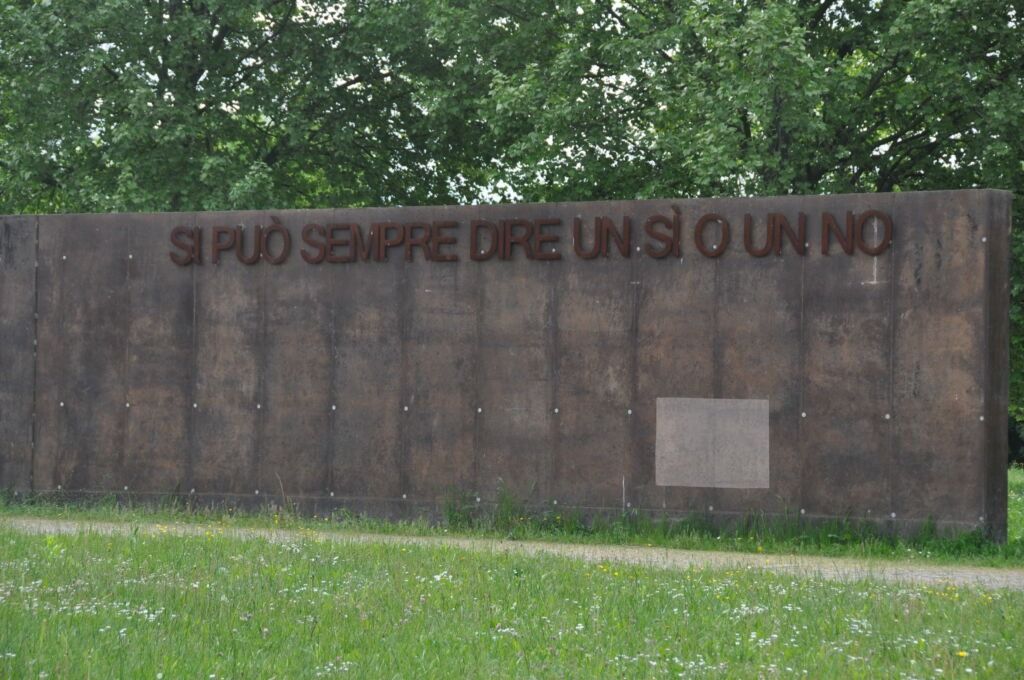 SI PUÒ SEMPRE DIRE UN SÌ O UN NO